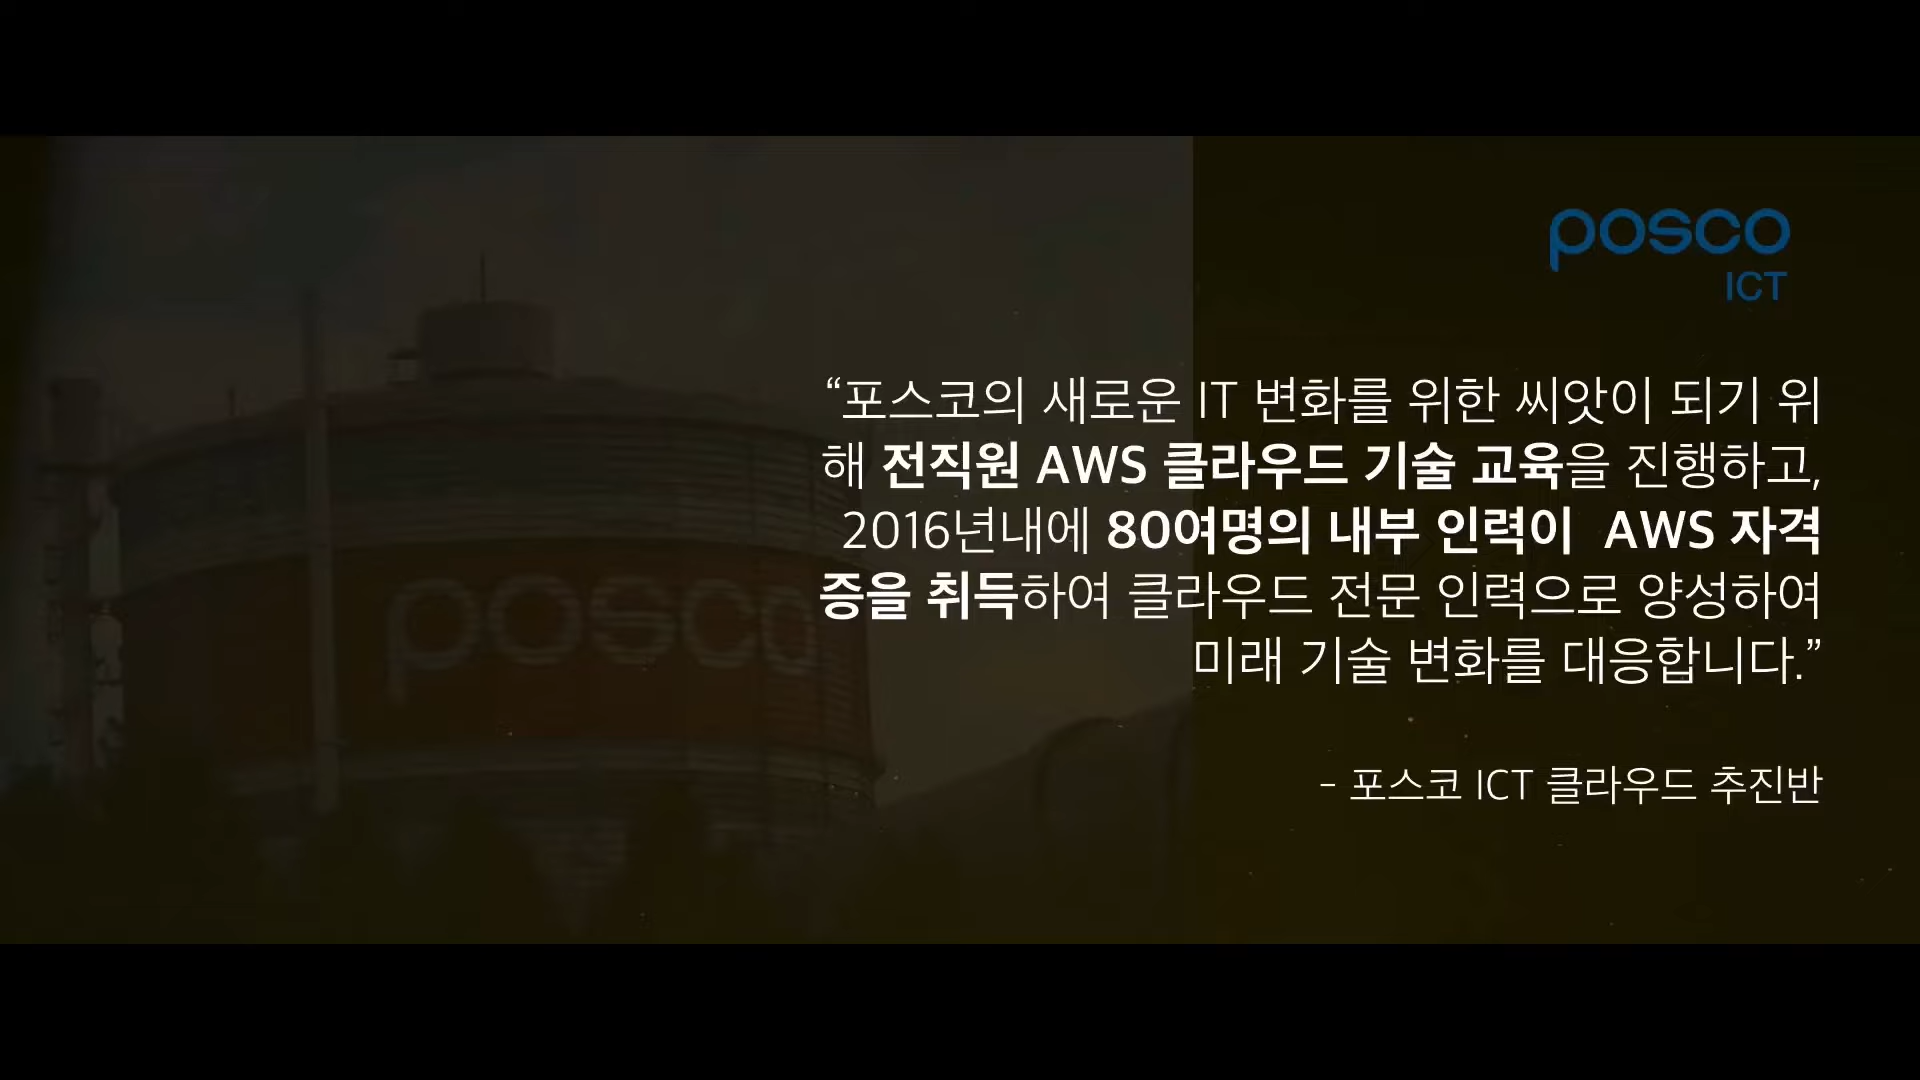 posco
ICT
“포스코의 새로운 IT 변화를 위한 씨앗이 되기 위
해 전직원 AWS 클라우드 기술 교육을 진행하고,
2016년내에 80여명의 내부 인력이  AWS 자격
증을 취득하여 클라우드 전문 인력으로 양성하여
미래 기술 변화를 대응합니다.”
posco
- 포스코 ICT 클라우드 추진반